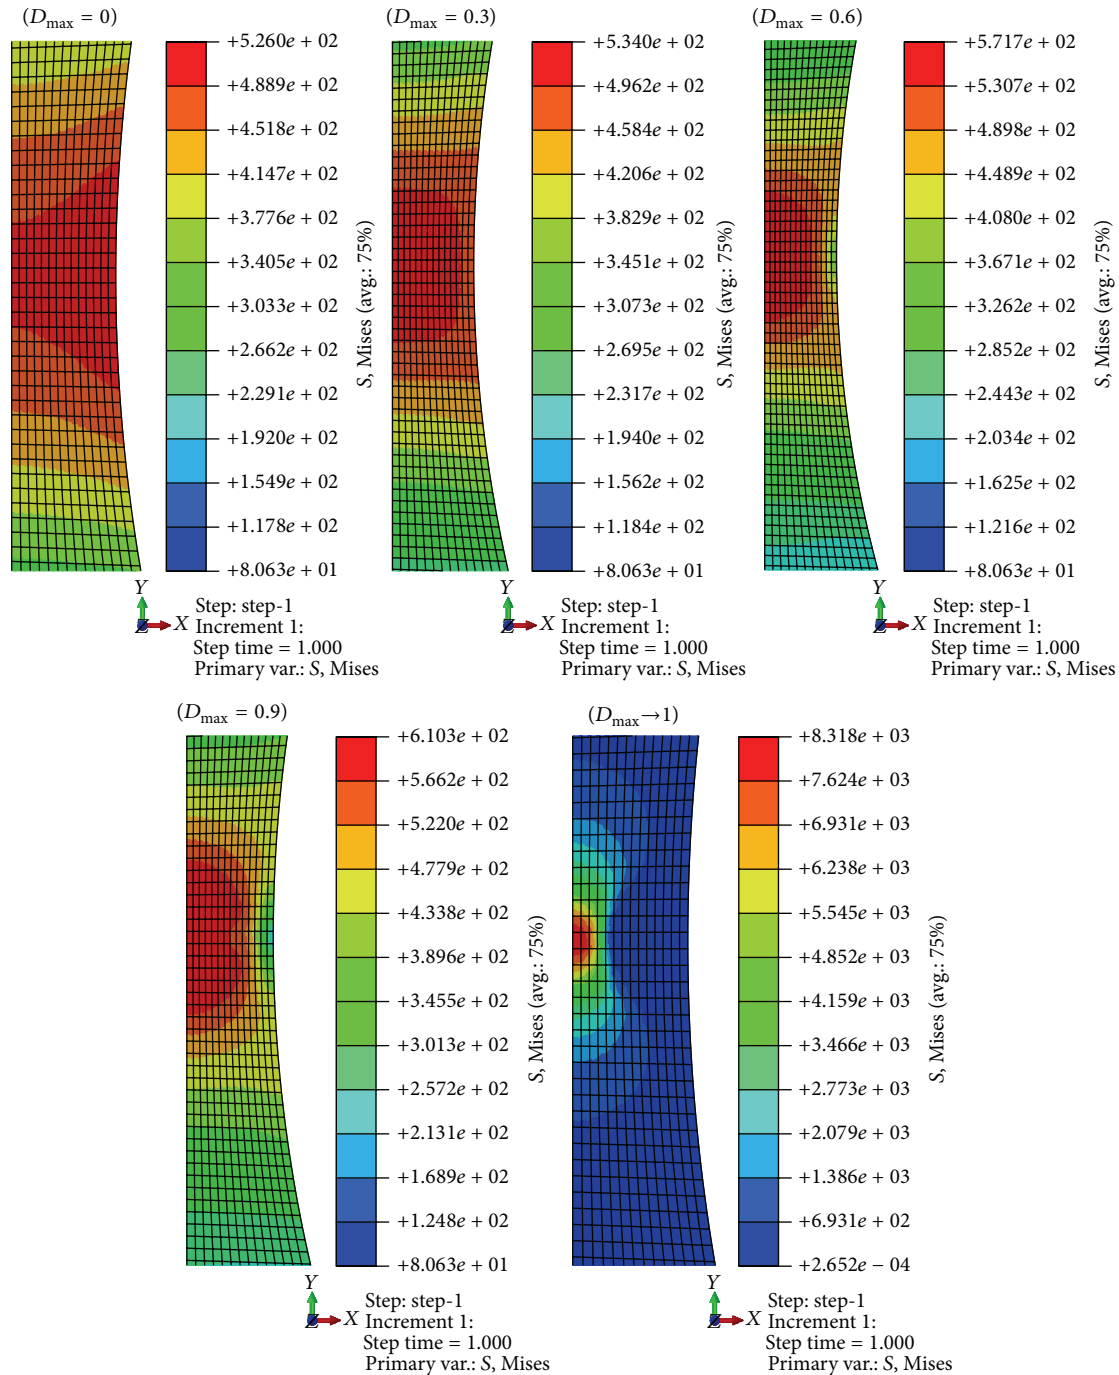 (Dmax = 0)
+5.260e + 02
+4.889e + 02
+4.518e + 02
+4.147e + 02
+3.776e + 02
+3.405e + 02
+3.033e + 02
+2.662e + 02
+2.291e + 02
+1.920e + 02
+1.549e + 02
+1.178e + 02
+8.063e + 01
S, Mises (avg.: 75%)
Y
Z
X
Step: step-1
Increment 1:
Step time = 1.000
Primary var.: S, Mises
(Dmax = 0.3)
+5.340e + 02
+4.962e + 02
+4.584e + 02
+4.206e + 02
+3.829e + 02
+3.451e + 02
+3.073e + 02
+2.695e + 02
+2.317e + 02
+1.940e + 02
+1.562e + 02
+1.184e + 02
+8.063e + 01
S, Mises (avg.: 75%)
Y
Z
X
Step: step-1
Increment 1:
Step time = 1.000
Primary var.: S, Mises
(Dmax = 0.6)
+5.717e + 02
+5.307e + 02
+4.898e + 02
+4.489e + 02
+4.080e + 02
+3.671e + 02
+3.262e + 02
+2.852e + 02
+2.443e + 02
+2.034e + 02
+1.625e + 02
+1.216e + 02
+8.063e + 01
S, Mises (avg.: 75%)
Y
Z
X
Step: step-1
Increment 1:
Step time = 1.000
Primary var.: S, Mises
(Dmax = 0.9)
+6.103e + 02
+5.662e + 02
+5.220e + 02
+4.779e + 02
+4.338e + 02
+3.896e + 02
+3.455e + 02
+3.013e + 02
+2.572e + 02
+2.131e + 02
+1.689e + 02
+1.248e + 02
+8.063e + 01
S, Mises (avg.: 75%)
Y
Z
X
Step: step-1
Increment 1:
Step time = 1.000
Primary var.: S, Mises
(Dmax→1)
+8.318e + 03
+7.624e + 03
+6.931e + 03
+6.238e + 03
+5.545e + 03
+4.852e + 03
+4.159e + 03
+3.466e + 03
+2.773e + 03
+2.079e + 03
+1.386e + 03
+6.931e + 02
+2.652e − 04
S, Mises (avg.: 75%)
Y
Z
X
Step: step-1
Increment 1:
Step time = 1.000
Primary var.: S, Mises